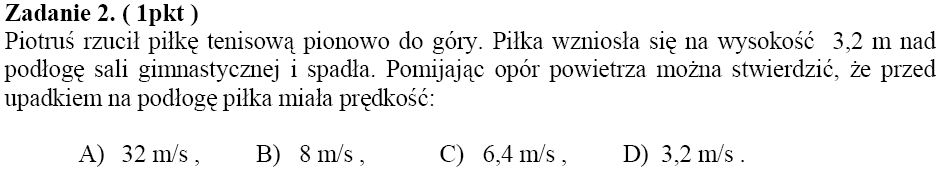 Zadanie 2. ( 1pkt )
Piotruś rzucił piłkę tenisową pionowo do góry. Piłka wzniosła się na wysokość 3,2 m nad
podłogę sali gimnastycznej i spadła. Pomijając opór powietrza można stwierdzić, że przed
upadkiem na podłogę piłka miała prędkość:
A) 32 m/s , B) 8 m/s , C) 6,4 m/s , D) 3,2 m/s .